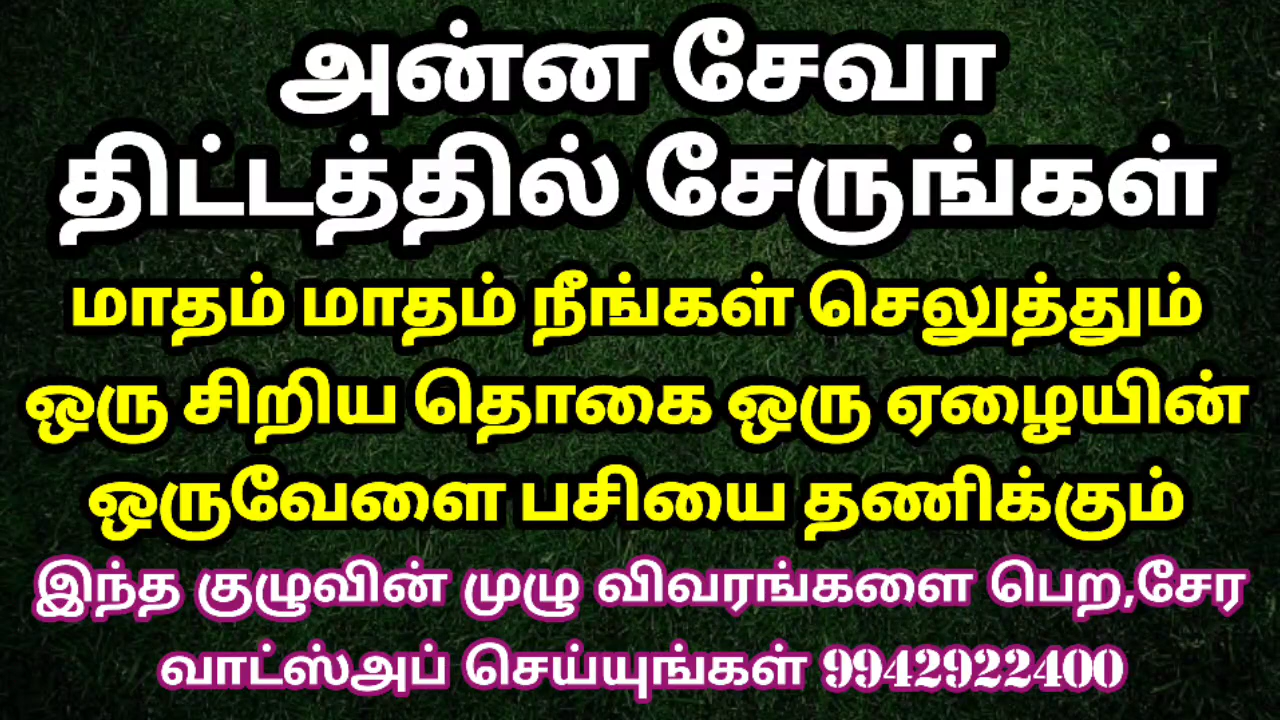 அன்ன சேவா
திட்டத்தில் சேருங்கள்
மாதம் மாதம் நீங்கள் செலுத்தும்
ஒரு சிறிய தொகை ஒரு ஏழையின்
ஒருவேளை பசியை தணிக்கும்
இந்த குழுவின் முழு விவரங்களை பெற,சேர
வாட்ஸ்அப் செய்யுங்கள் 9942922400